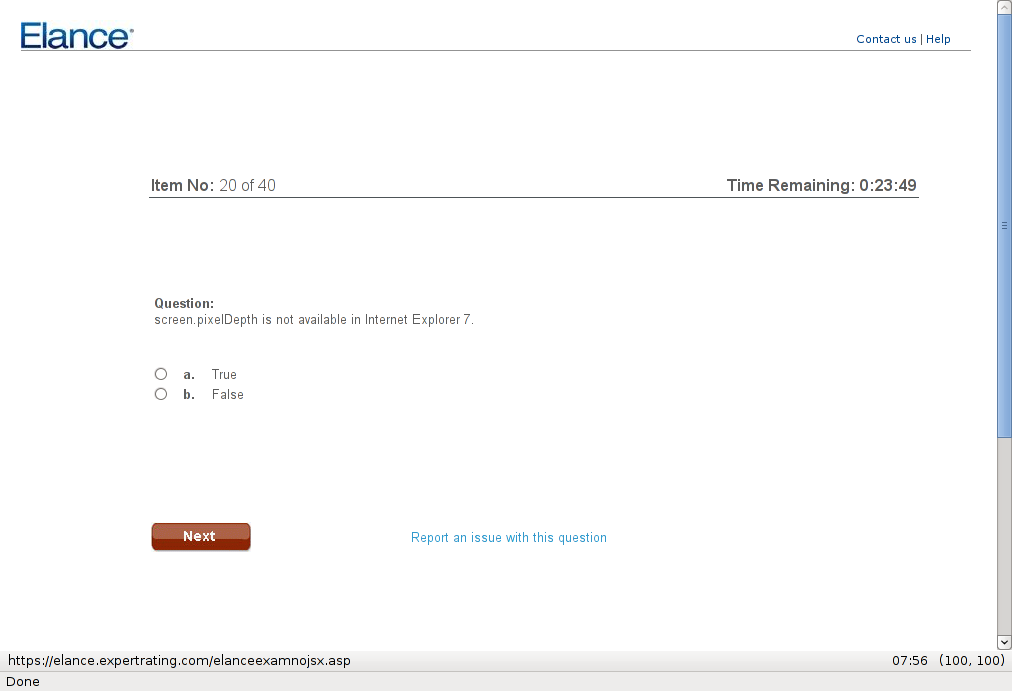 Elance®
Contact us | Help
Item No: 20 of 40 Time Remaining: 0:23:49
Question:
screen.pixelDepth is not available in Internet Explorer 7.
a. True
b. False
Next Report an issue with this question
https://elance.expertrating.com/elanceexamnojsx.asp 07:56 (100, 100)
Done